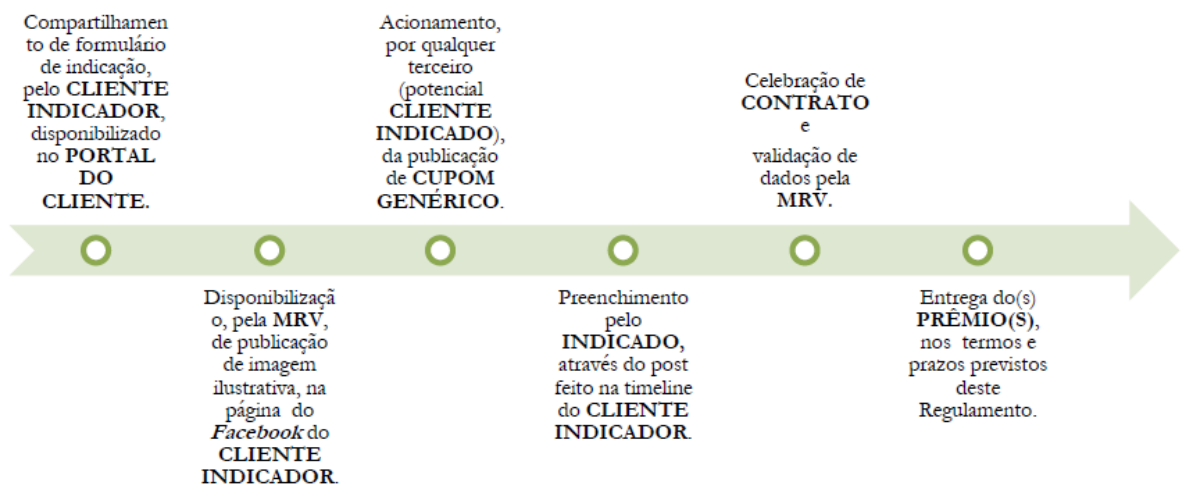 Compartilhamen
to de formulário
de indicação,
pelo CLIENTE
INDICADOR,
disponibilizado
no PORTAL
DO
CLIENTE.
Disponibilizaçã
o, pela MRV,
de publicação
de imagem
ilustrativa, na
página do
Facebook do
CLIENTE
INDICADOR.
Acionamento,
por qualquer
terceiro
(potencial
CLIENTE
INDICADO),
da publicação
de CUPOM
GENÉRICO.
Preenchimento
pelo
INDICADO,
através do post
feito na timeline
do CLIENTE
INDICADOR.
Celebração de
CONTRATO
e
validação de
dados pela
MRV.
Entrega do(s)
PRÊMIO(S),
nos termos e
prazos previstos
deste
Regulamento.